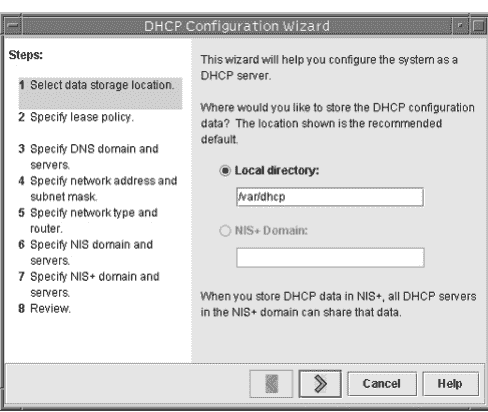 DHCP Configuration Wizard
Steps:
1 Select data storage location.
2 Specify lease policy.
3 Specify DNS domain and
servers.
4 Specify network address and
subnet mask.
5 Specify network type and
router.
6 Specify NIS domain and
servers.
7 Specify NIS+ domain and
servers.
8 Review.
This wizard will help you configure the system as a
DHCP server.
Where would you like to store the DHCP configuration
data? The location shown is the recommended
default.
Local directory:
/var/dhcp
NIS+ Domain:
When you store DHCP data in NIS+, all DHCP servers
in the NIS+ domain can share that data.
Cancel
Help